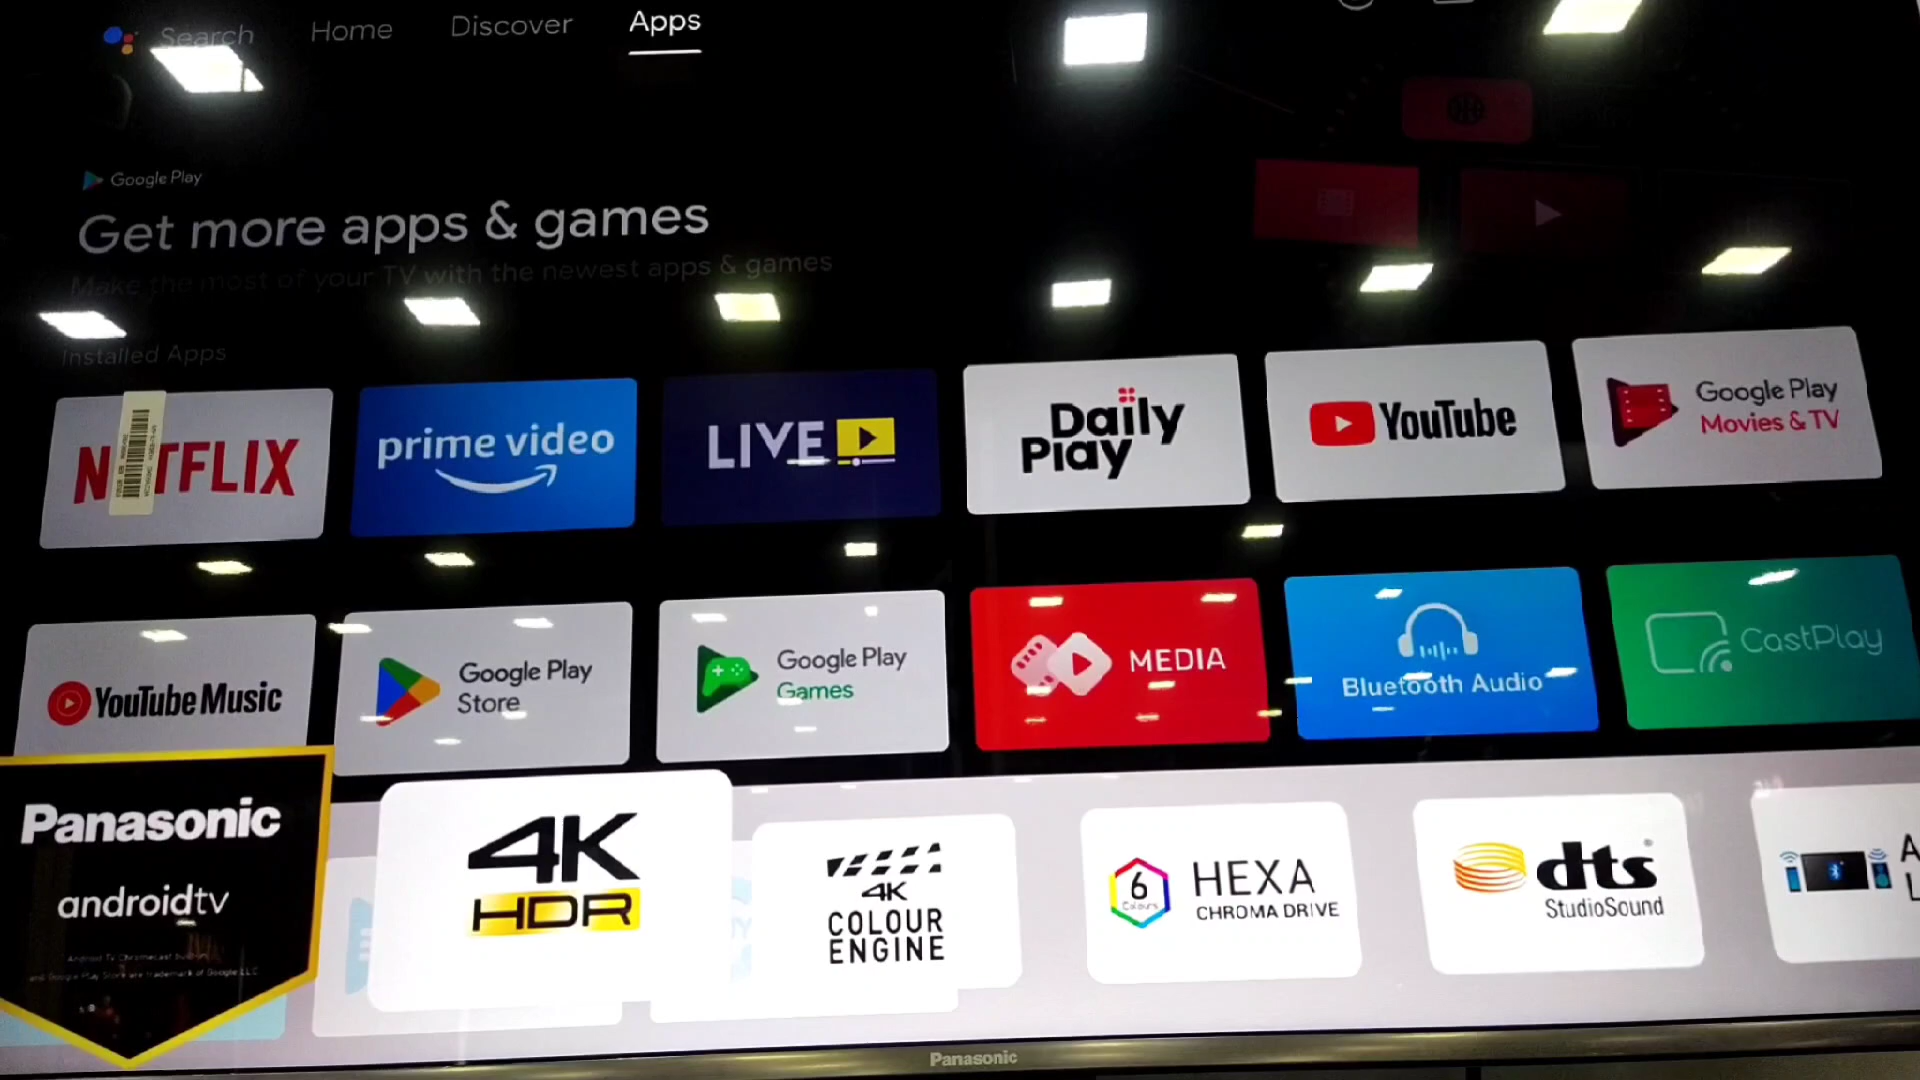 Search
Home
Discover
Apps
Google Play
Get more apps & games
Make the most of your TV with the newest apps & games
Installed Apps
N TFLIX
prime video
LIVE
Daily
Play
YouTube
Google Play
Movies & TV
YouTube Music
Google Play
Store
Google Play
Games
MEDIA
Bluetooth Audio
CastPlay
Panasonic
androidtv
4K
HDR
4K
COLOUR
ENGINE
6
Colours
HEXA
CHROMA DRIVE
dts
StudioSound
A
L
Panasonic